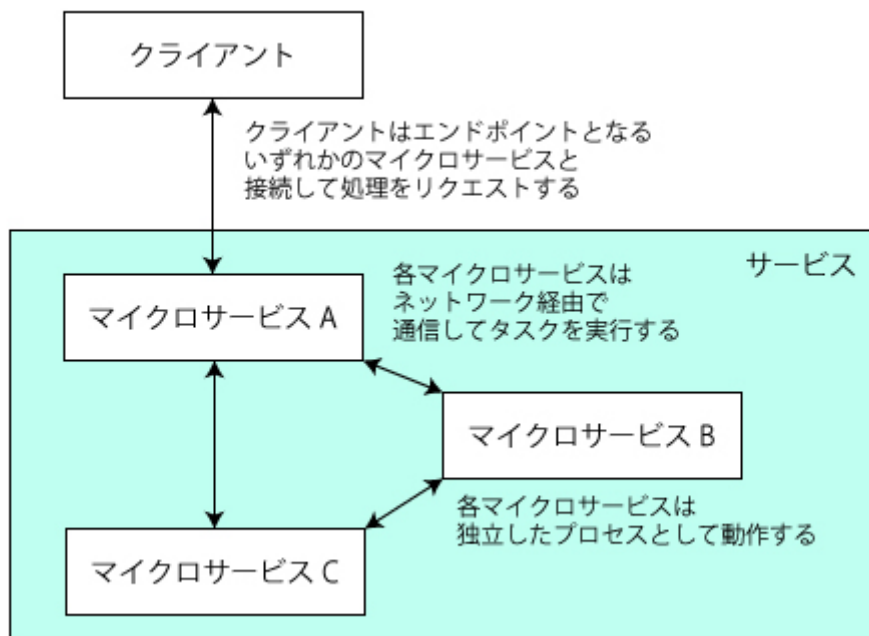 クライアント
クライアントはエンドポイントとなる
いずれかのマイクロサービスと
接続して処理をリクエストする
サービス
各マイクロサービスは
ネットワーク経由で
通信してタスクを実行する
マイクロサービス A
マイクロサービス B
各マイクロサービスは
独立したプロセスとして動作する
マイクロサービス C